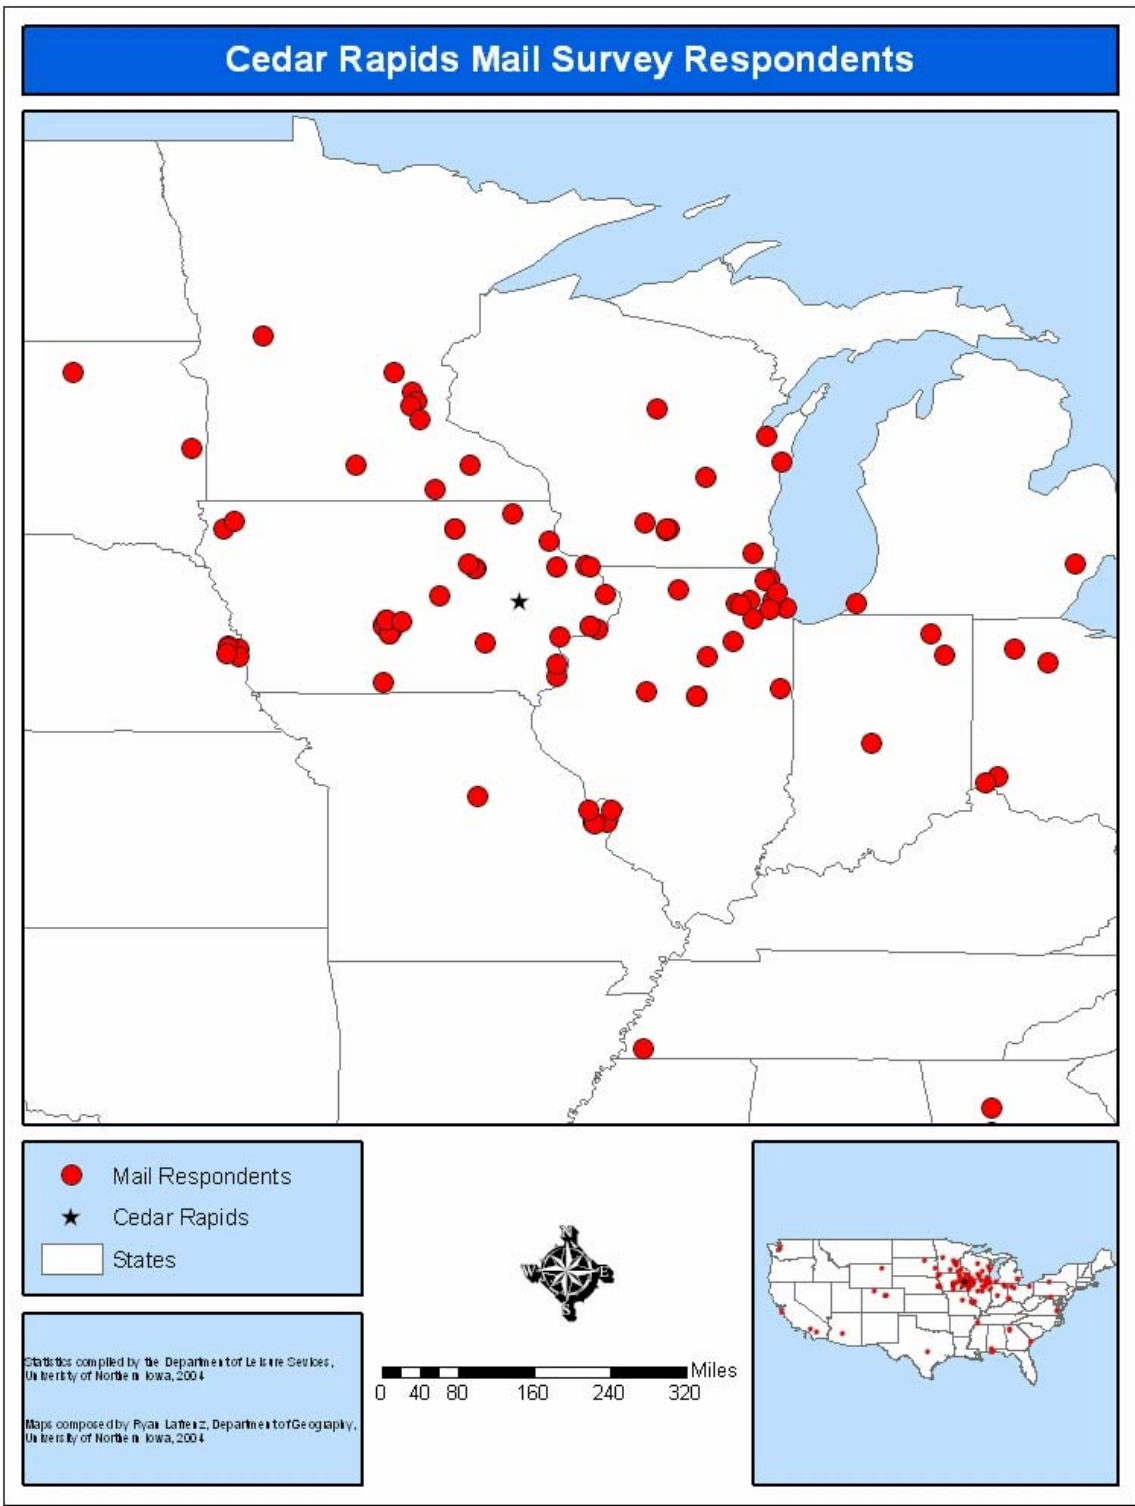 Cedar Rapids Mail Survey Respondents
Mail Respondents
Cedar Rapids
States
N
W E
S
Miles
0 40 80 160 240 320
Statistics compiled by the Department of Leisure Services,
University of Northern Iowa, 2004
Maps composed by Ryan Lafrenz, Department of Geography,
University of Northern Iowa, 2004